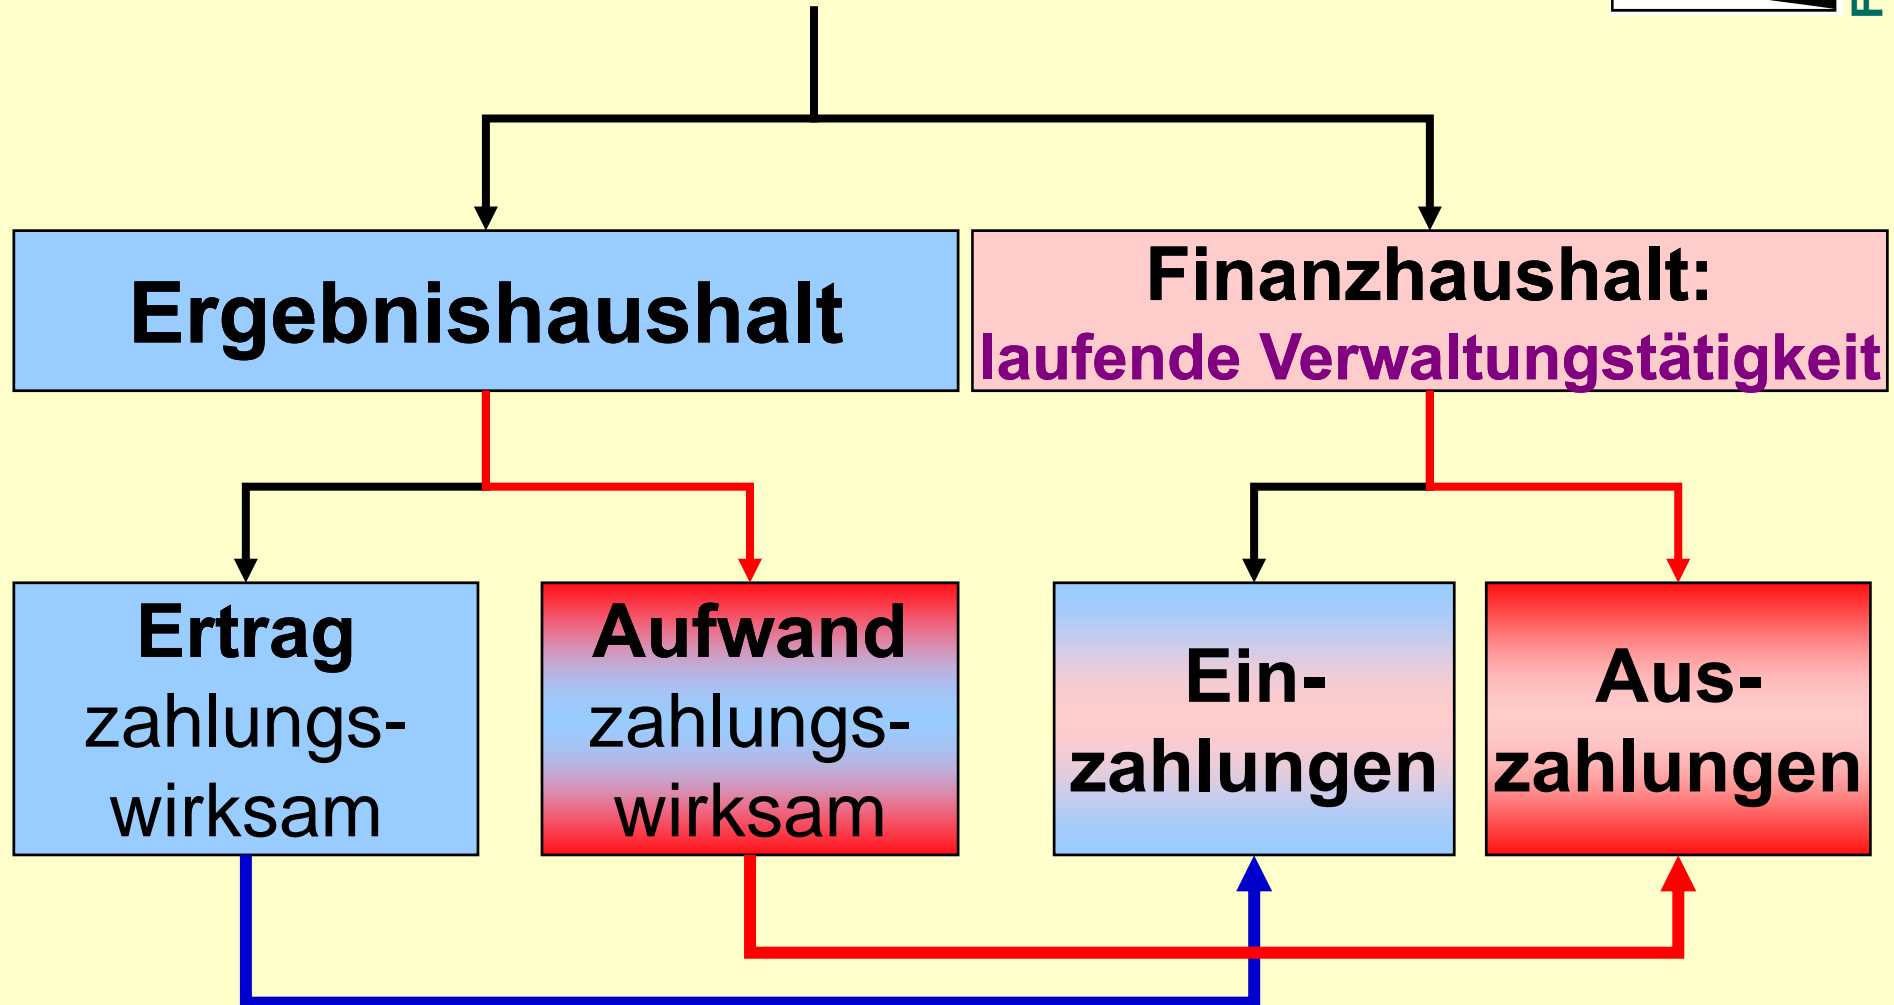 Ergebnishaushalt
Finanzhaushalt:
laufende Verwaltungstätigkeit
Ertrag
zahlungs-
wirksam
Aufwand
zahlungs-
wirksam
Ein-
zahlungen
Aus-
zahlungen